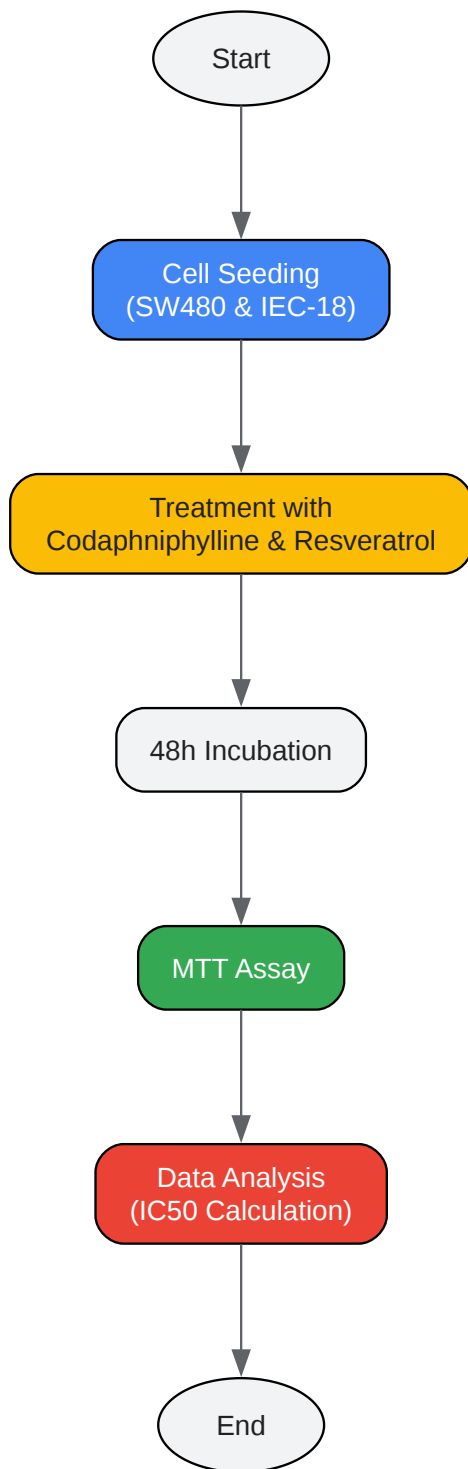 Start
Cell Seeding
(SW480 & IEC-18)
Treatment with
Codaphniphylline & Resveratrol
48h Incubation
MTT Assay
Data Analysis
(IC50 Calculation)
End